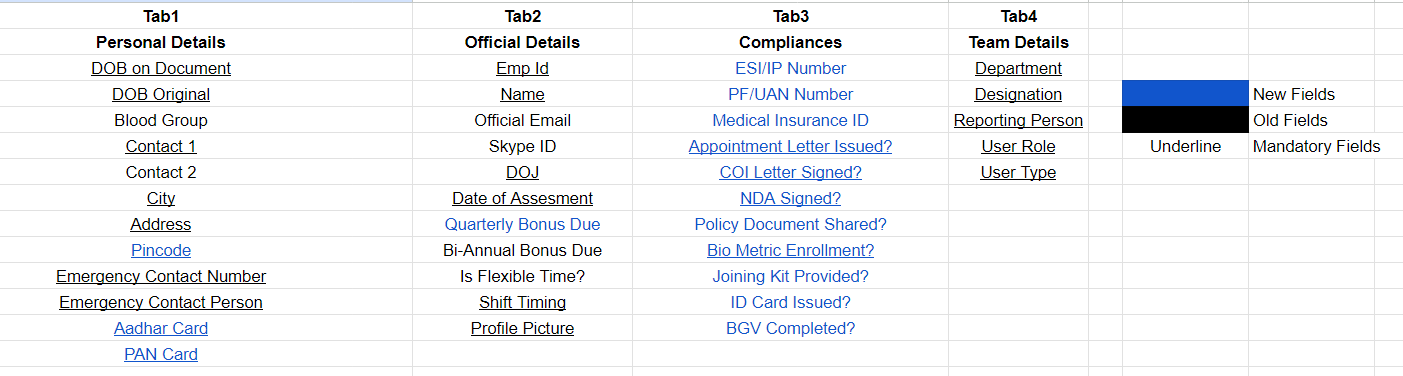 Tab1 Tab2 Tab3 Tab4
Personal Details Official Details Compliances Team Details
DOB on Document Emp Id ESI/IP Number Department
DOB Original Name PF/UAN Number Designation New Fields
Blood Group Official Email Medical Insurance ID Reporting Person Old Fields
Contact 1 Skype ID Appointment Letter Issued? User Role Underline Mandatory Fields
Contact 2 DOJ COI Letter Signed? User Type
City Date of Assesment NDA Signed?
Address Quarterly Bonus Due Policy Document Shared?
Pincode Bi-Annual Bonus Due Bio Metric Enrollment?
Emergency Contact Number Is Flexible Time? Joining Kit Provided?
Emergency Contact Person Shift Timing ID Card Issued?
Aadhar Card Profile Picture BGV Completed?
PAN Card